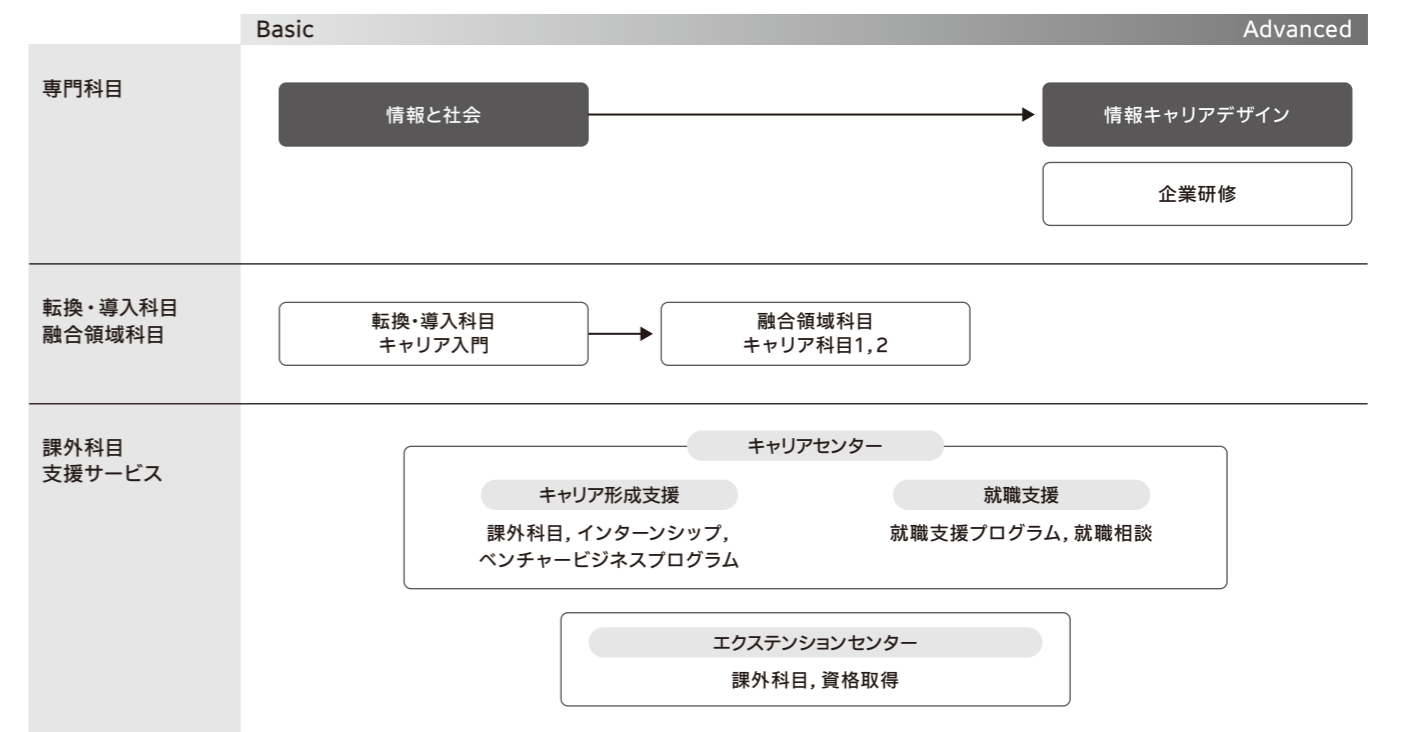 Basic
Advanced
専門科目
情報と社会
情報キャリアデザイン
企業研修
転換・導入科目
融合領域科目
転換・導入科目
キャリア入門
融合領域科目
キャリア科目1,2
課外科目
支援サービス
キャリアセンター
キャリア形成支援
課外科目,インターンシップ,
ベンチャービジネスプログラム
就職支援
就職支援プログラム,就職相談
エクステンションセンター
課外科目,資格取得